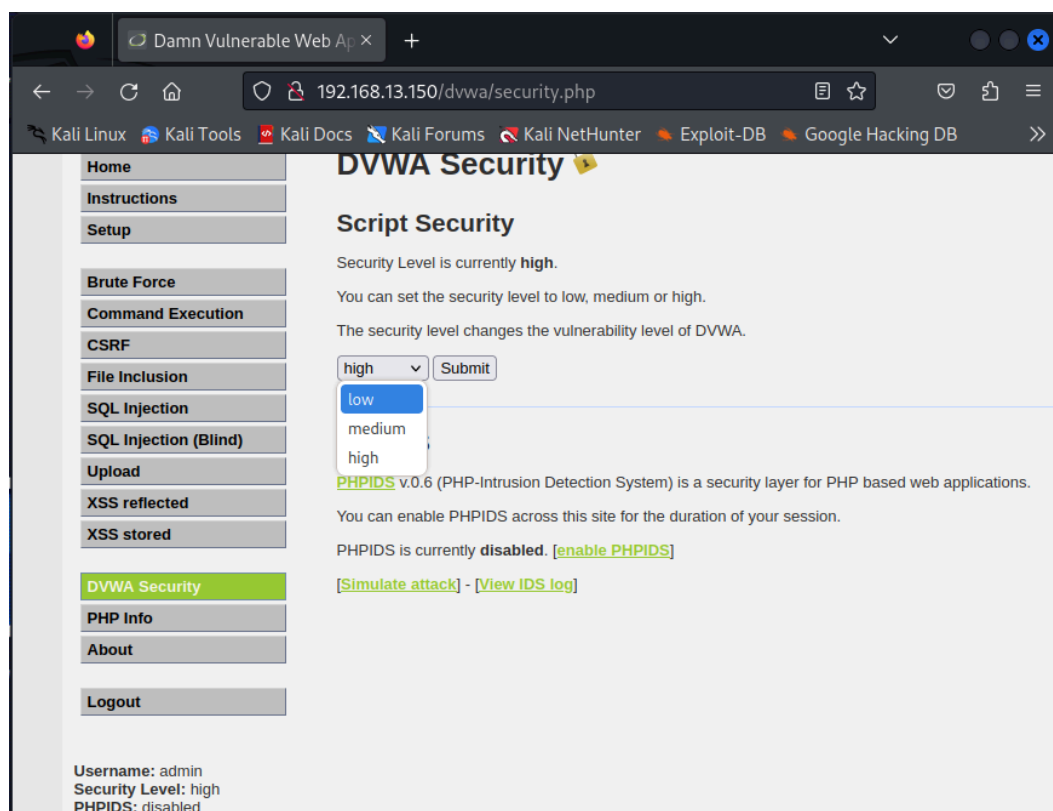 Damn Vulnerable Web Ap
192.168.13.150/dvwa/security.php
Kali Linux Kali Tools Kali Docs Kali Forums Kali NetHunter Exploit-DB Google Hacking DB
Home
Instructions
Setup
Brute Force
Command Execution
CSRF
File Inclusion
SQL Injection
SQL Injection (Blind)
Upload
XSS reflected
XSS stored
DVWA Security
PHP Info
About
Logout
Username: admin
Security Level: high
PHPIDS: disabled
DVWA Security
Script Security
Security Level is currently high.
You can set the security level to low, medium or high.
The security level changes the vulnerability level of DVWA.
high Submit
low
medium
high
PHPIDS v.0.6 (PHP-Intrusion Detection System) is a security layer for PHP based web applications.
You can enable PHPIDS across this site for the duration of your session.
PHPIDS is currently disabled. [enable PHPIDS]
[Simulate attack] - [View IDS log]